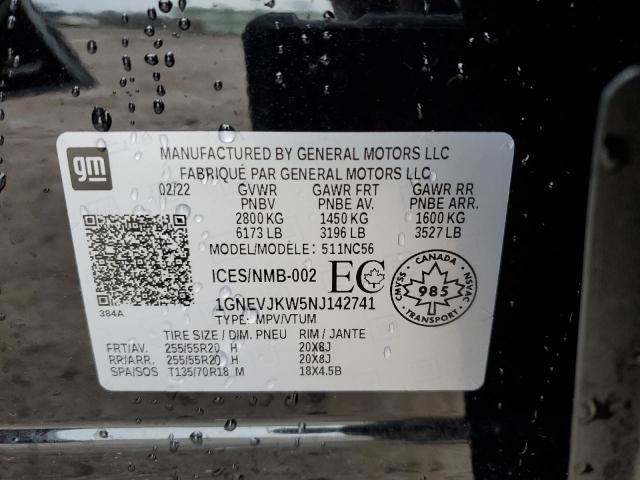 gm
MANUFACTURED BY GENERAL MOTORS LLC
FABRIQUÉ PAR GENERAL MOTORS LLC
02/22 GVWR GAWR FRT GAWR RR
PNBV PNBE AV. PNBE ARR.
2800 KG 1450 KG 1600 KG
6173 LB 3196 LB 3527 LB
MODEL/MODÈLE: 511NC56
ICES/NMB-002 EC
CANADA
CMVSS 985 NSVAC
TRANSPORT
384A
1GNEVJKW5NJ142741
TYPE: MPV/VTUM
TIRE SIZE / DIM. PNEU RIM / JANTE
FRT/AV. 255/55R20 H 20X8J
RR/ARR. 255/55R20 H 20X8J
SPA/SOS T135/70R18 M 18X4.5B